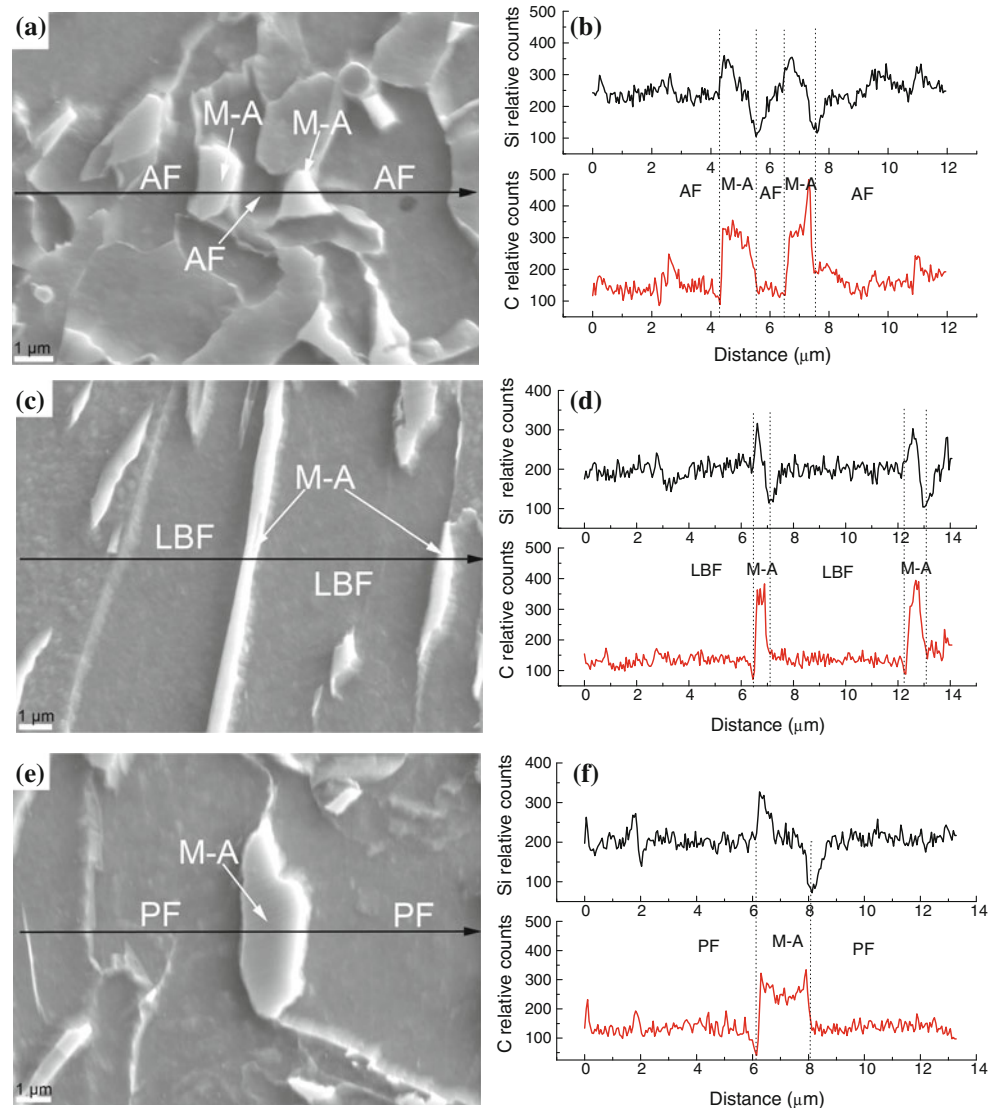 (a)
M-A
M-A
AF
AF
AF
1 µm
(b)
Si relative counts
500
400
300
200
100
0 2 4 6 8 10 12
AF M-A AF M-A AF
C relative counts
500
400
300
200
100
0 2 4 6 8 10 12
Distance (µm)
(c)
M-A
LBF
LBF
1 µm
(d)
Si relative counts
500
400
300
200
100
0 2 4 6 8 10 12 14
LBF M-A LBF M-A
C relative counts
500
400
300
200
100
0 2 4 6 8 10 12 14
Distance (µm)
(e)
M-A
PF
PF
1 µm
(f)
Si relative counts
500
400
300
200
100
0 2 4 6 8 10 12 14
PF M-A PF
C relative counts
500
400
300
200
100
0 2 4 6 8 10 12 14
Distance (µm)